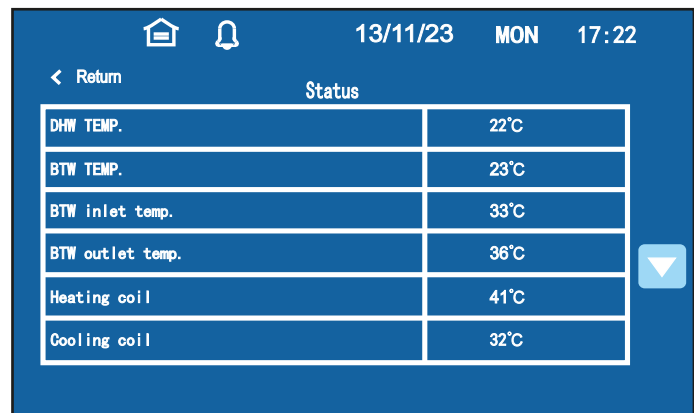 13/11/23 MON 17:22
Return
Status
DHW TEMP. 22℃
BTW TEMP. 23℃
BTW inlet temp. 33℃
BTW outlet temp. 36℃
Heating coil 41℃
Cooling coil 32℃